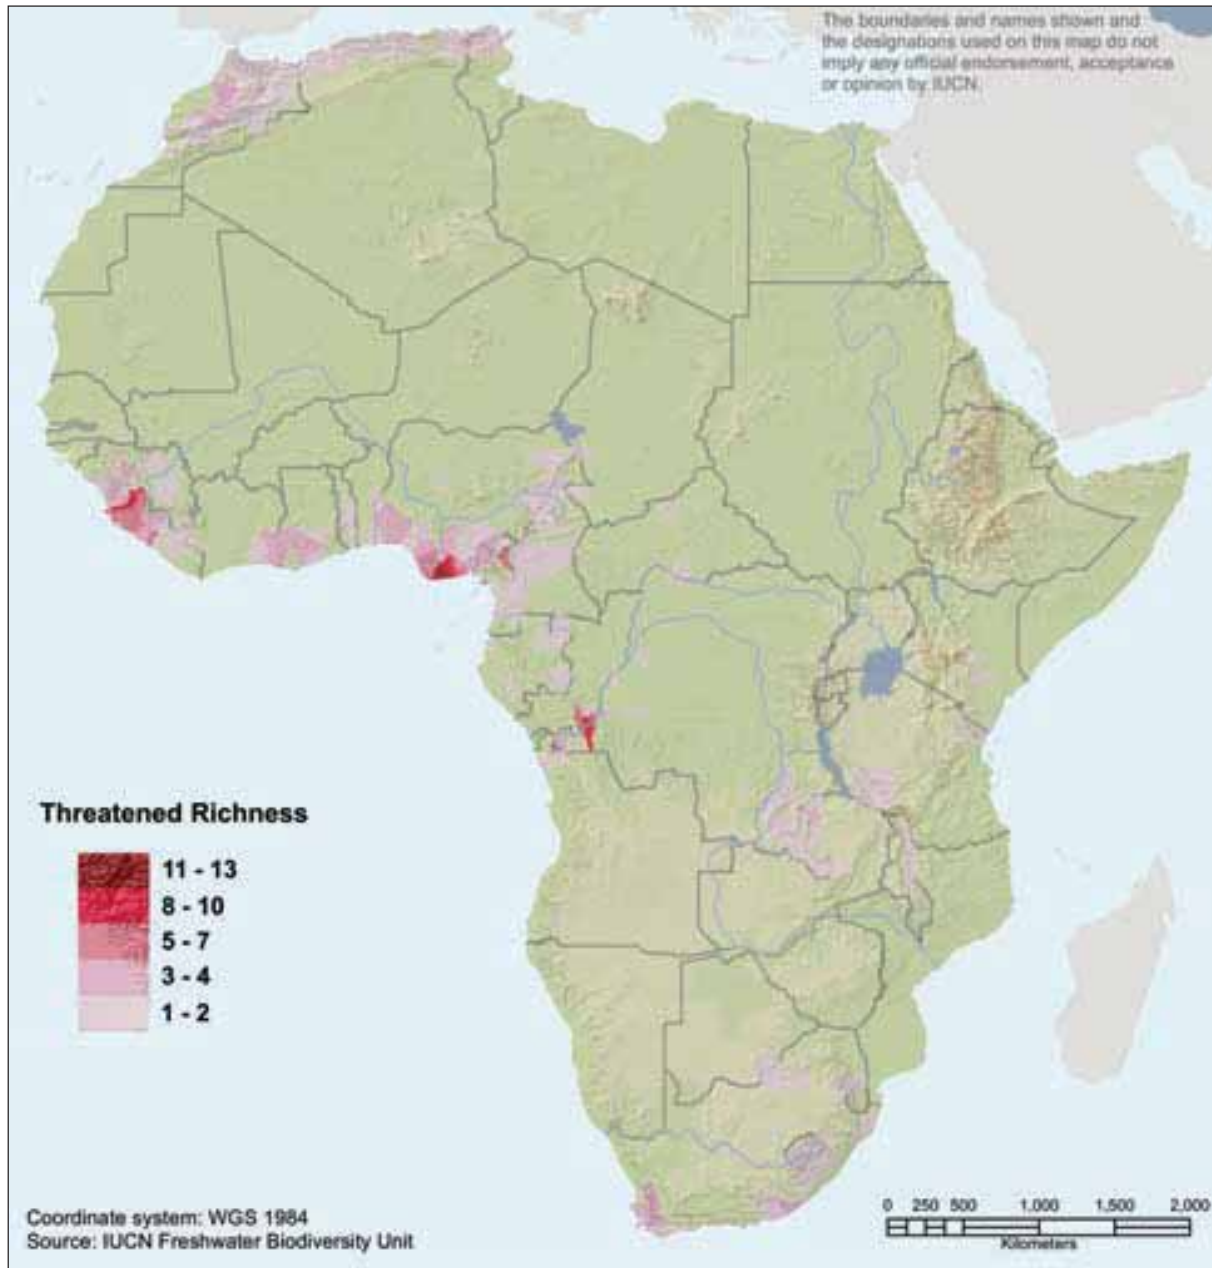 The boundaries and names shown and
the designations used on this map do not
imply any official endorsement, acceptance
or opinion by IUCN.
Threatened Richness
11 - 13
8 - 10
5 - 7
3 - 4
1 - 2
Coordinate system: WGS 1984
Source: IUCN Freshwater Biodiversity Unit
0 250 500 1,000 1,500 2,000
Kilometers